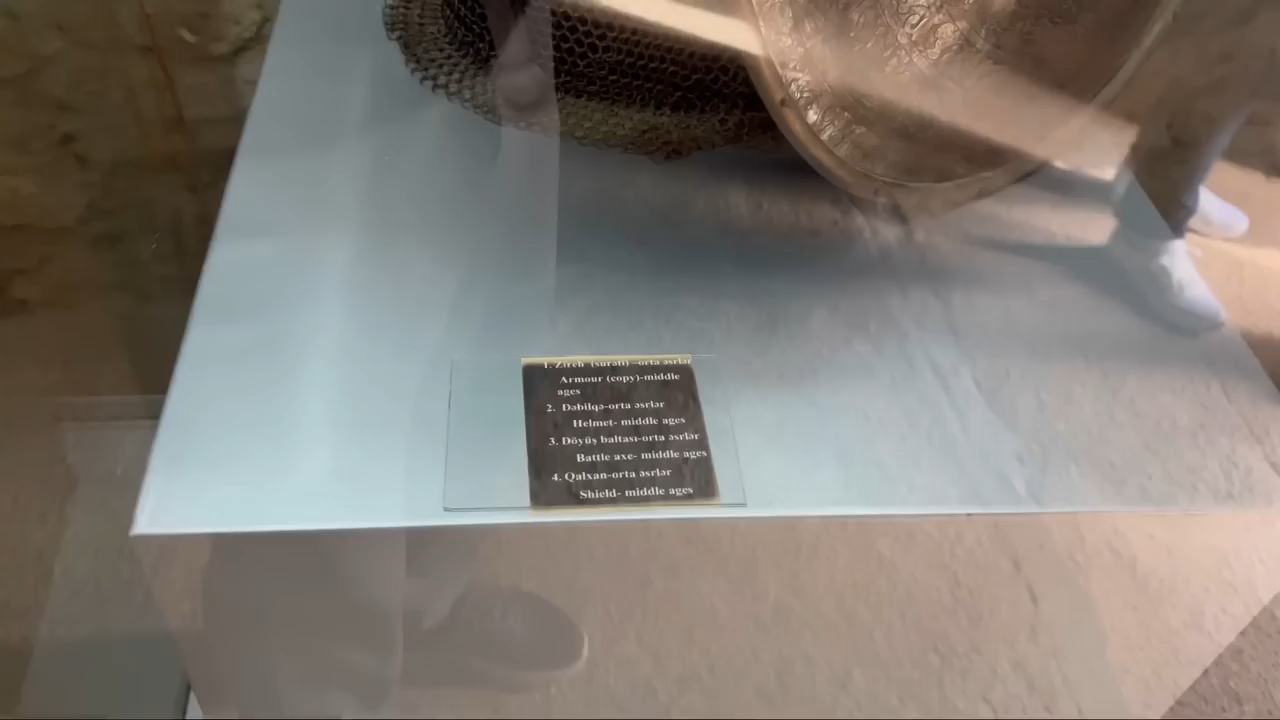 1. Zireh (surəti) –orta əsrlər
Armour (copy)-middle
ages
2. Dəbilqə-orta əsrlər
Helmet- middle ages
3. Döyüş baltası-orta əsrlər
Battle axe- middle ages
4. Qalxan-orta əsrlər
Shield- middle ages